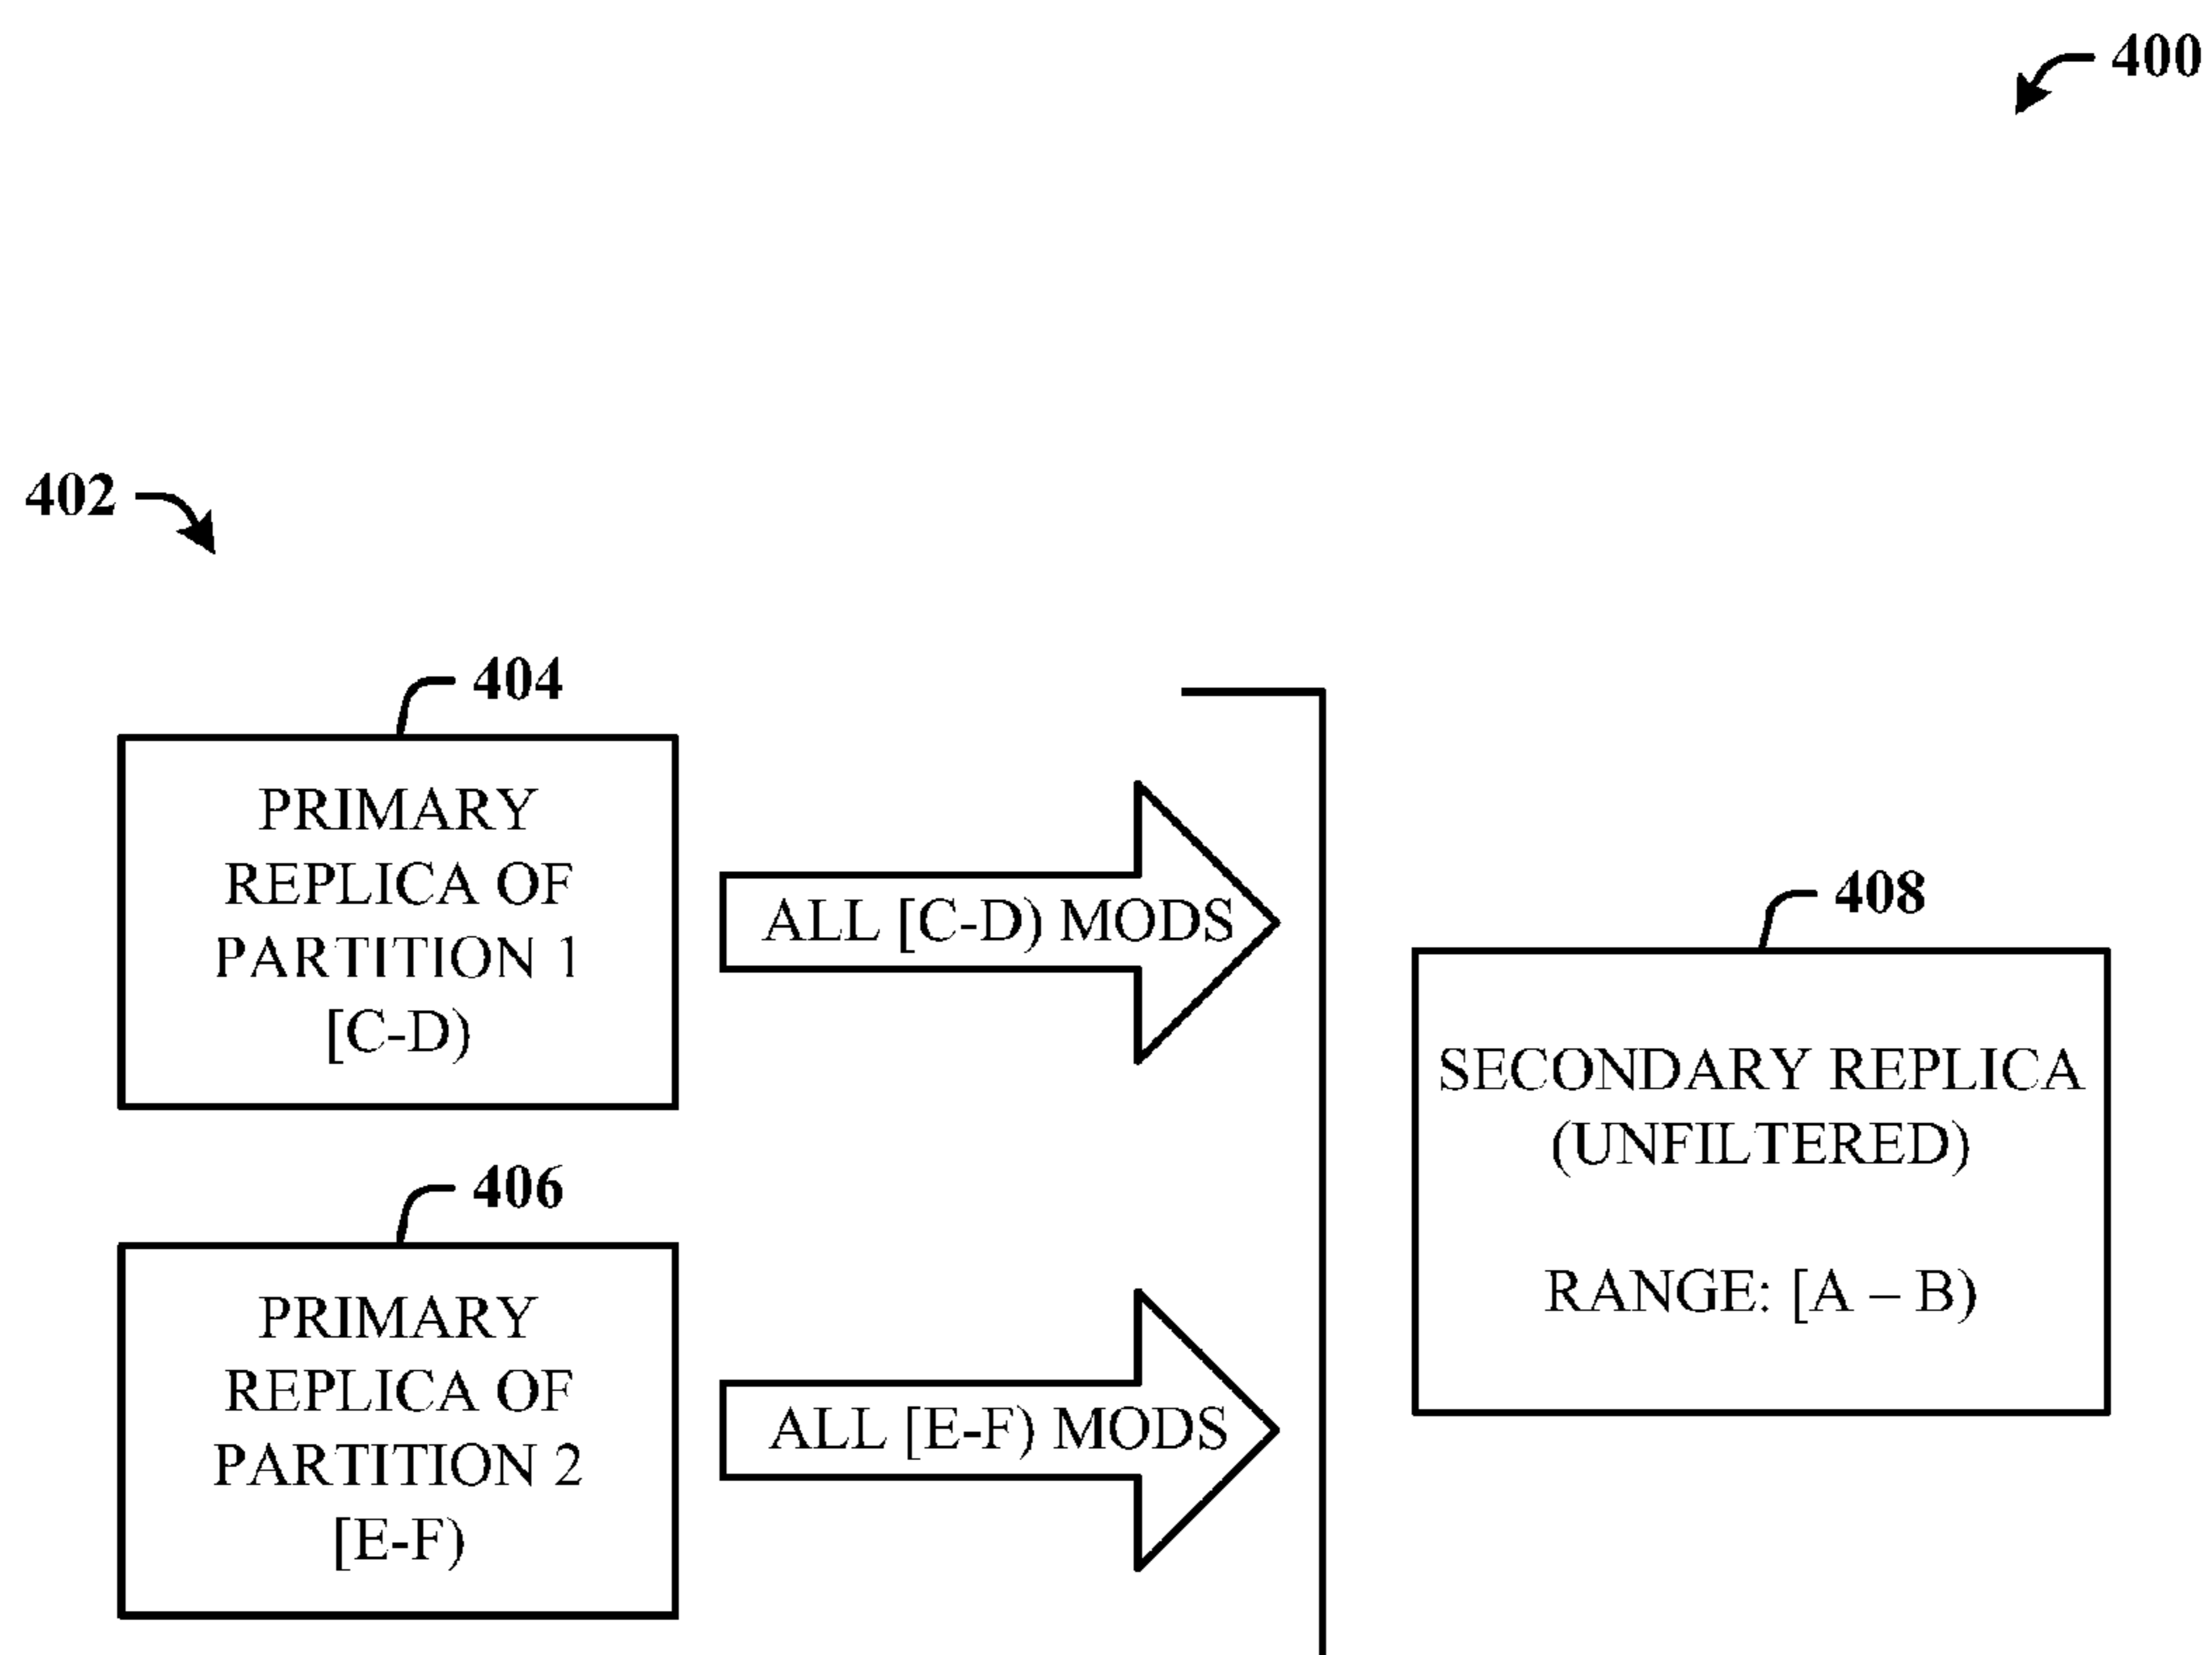 400
402
404
PRIMARY
REPLICA OF
PARTITION 1
[C-D)
ALL [C-D) MODS
408
SECONDARY REPLICA
(UNFILTERED)
RANGE: [A – B)
406
PRIMARY
REPLICA OF
PARTITION 2
[E-F)
ALL [E-F) MODS